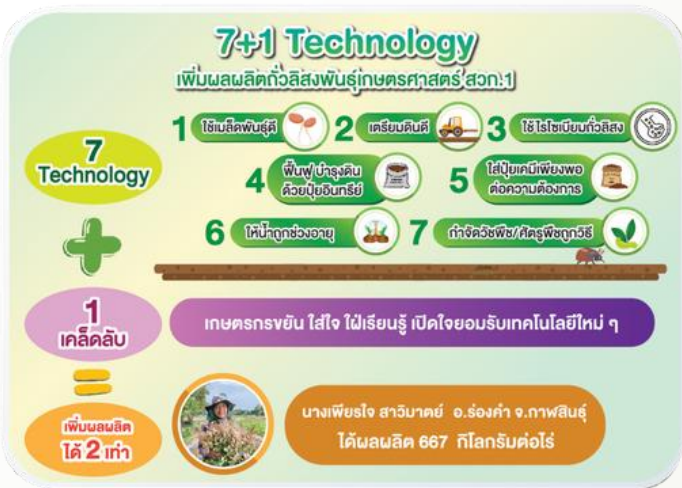 7+1 Technology
เพิ่มผลผลิตถั่วลิสงพันธุ์เกษตรศาสตร์ สวก.1
7
Technology
1 ใช้เมล็ดพันธุ์ดี
2 เตรียมดินดี
3 ใช้ไรโซเบียมถั่วลิสง
4 ฟื้นฟู บำรุงดิน
ด้วยปุ๋ยอินทรีย์
5 ใส่ปุ๋ยเคมีเพียงพอ
ต่อความต้องการ
6 ให้น้ำถูกช่วงอายุ
7 กำจัดวัชพืช/ศัตรูพืชถูกวิธี
+
1
เคล็ดลับ
เกษตรกรขยัน ใส่ใจ ใฝ่เรียนรู้ เปิดใจยอมรับเทคโนโลยีใหม่ ๆ
=
เพิ่มผลผลิต
ได้ 2 เท่า
นางเพียรใจ สาวิมาตย์ อ.ร่องคำ จ.กาฬสินธุ์
ได้ผลผลิต 667 กิโลกรัมต่อไร่